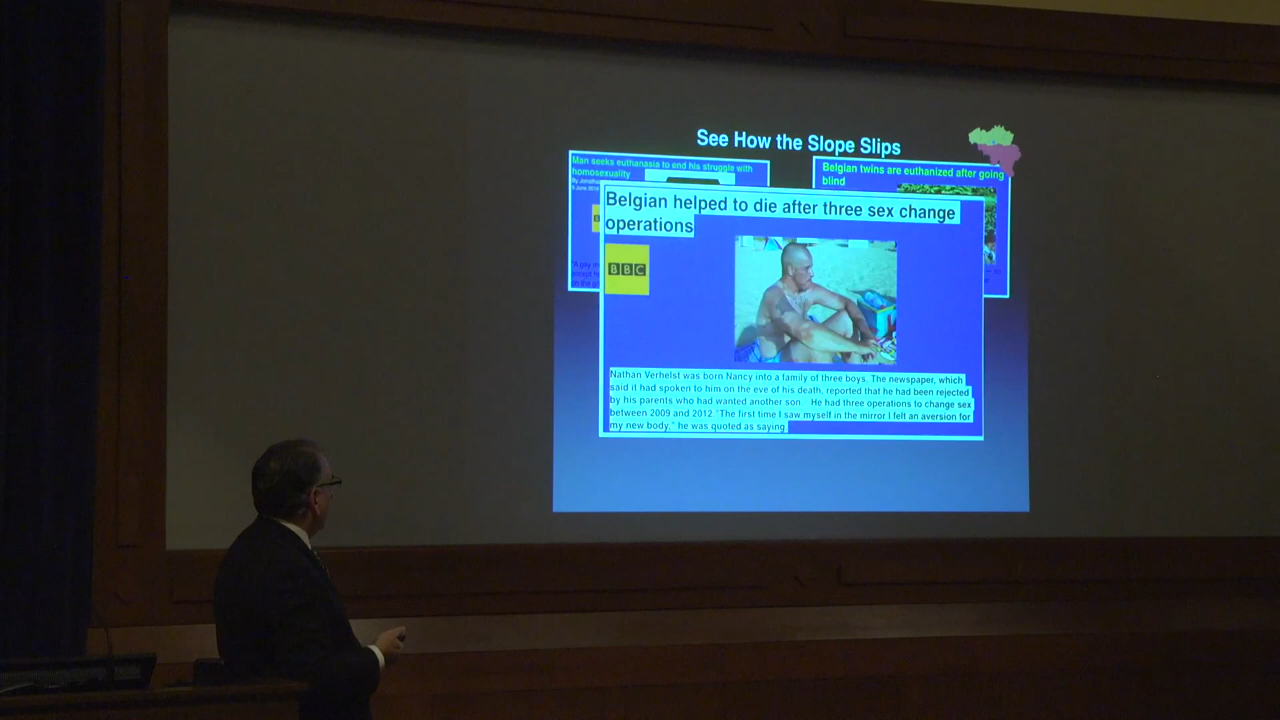 See How the Slope Slips
Man seeks euthanasia to end his struggle with
homosexuality
Belgian twins are euthanized after going
blind
Belgian helped to die after three sex change
operations
BBC
Nathan Verhelst was born Nancy into a family of three boys. The newspaper, which
said it had spoken to him on the eve of his death, reported that he had been rejected
by his parents who had wanted another son. He had three operations to change sex
between 2009 and 2012. "The first time I saw myself in the mirror I felt an aversion for
my new body," he was quoted as saying